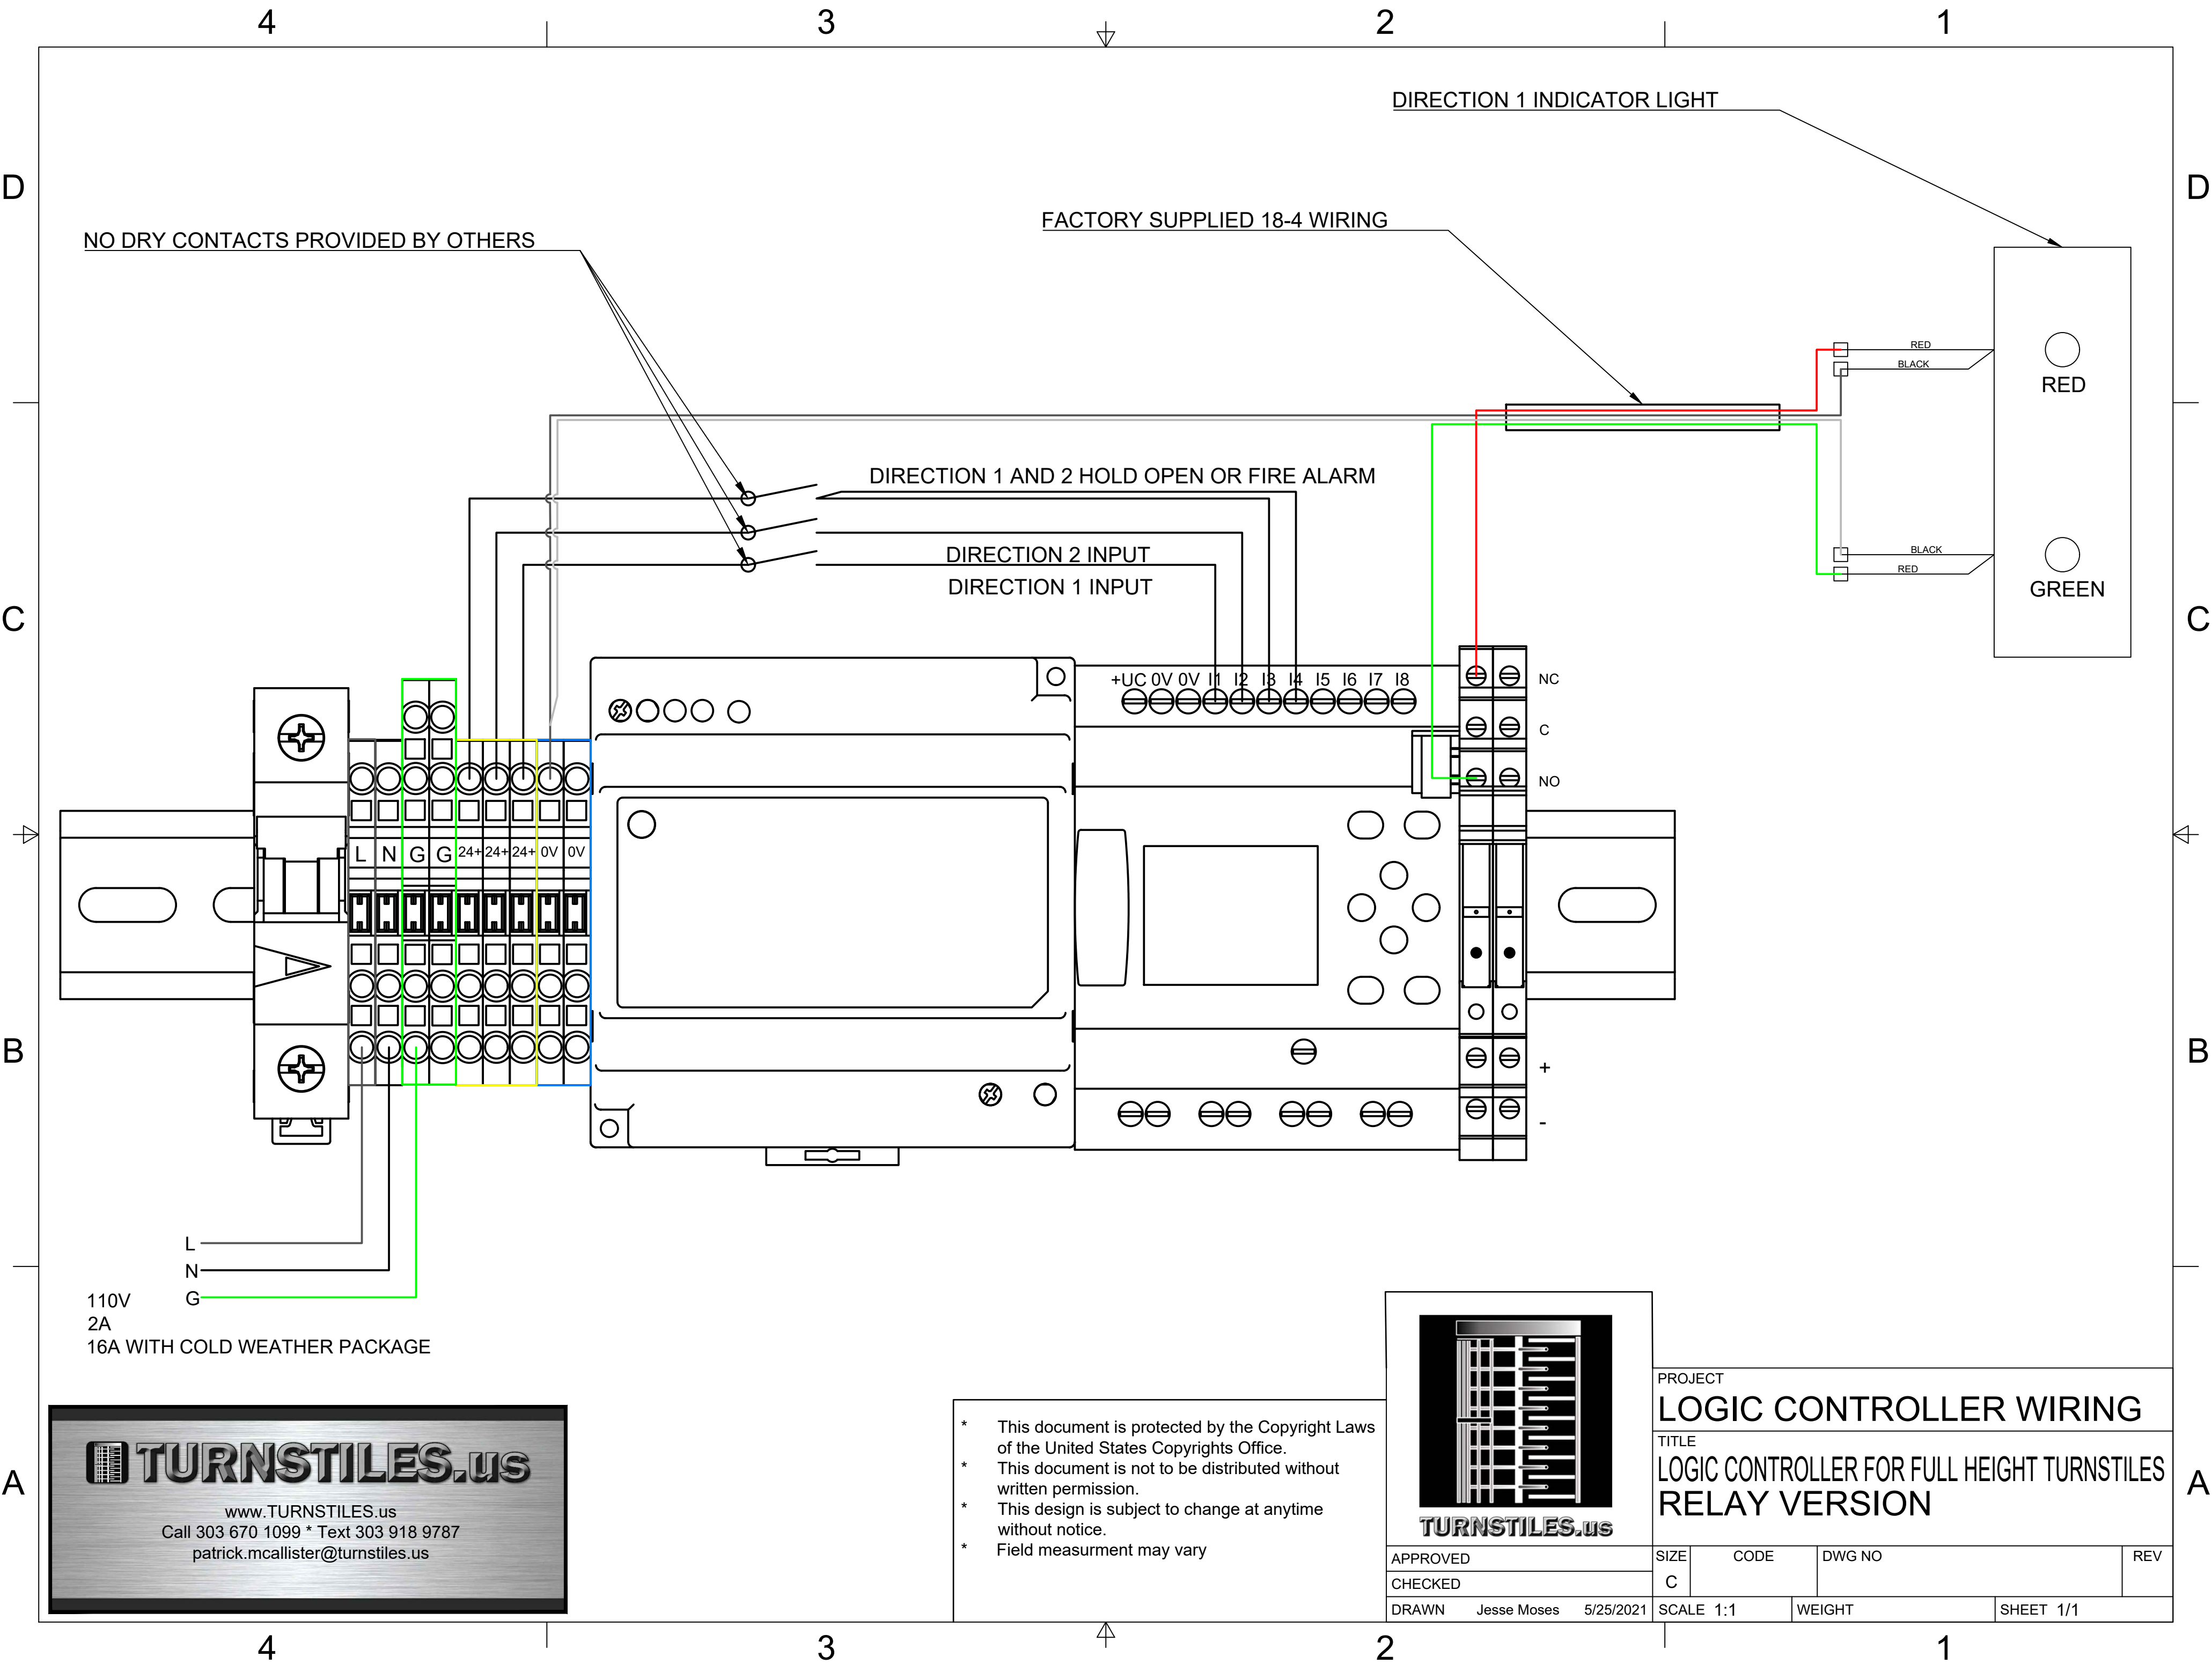 4 3 2 1
DIRECTION 1 INDICATOR LIGHT
D D
FACTORY SUPPLIED 18-4 WIRING
NO DRY CONTACTS PROVIDED BY OTHERS
RED
BLACK
RED
DIRECTION 1 AND 2 HOLD OPEN OR FIRE ALARM
DIRECTION 2 INPUT
DIRECTION 1 INPUT
BLACK
RED
GREEN
C C
+UC 0V 0V I1 I2 I3 I4 I5 I6 I7 I8
NC
C
NO
L N G G 24+ 24+ 24+ 0V 0V
B B
+
-
L
N
G
110V
2A
16A WITH COLD WEATHER PACKAGE
TURNSTILES.us
www.TURNSTILES.us
Call 303 670 1099 * Text 303 918 9787
patrick.mcallister@turnstiles.us
* This document is protected by the Copyright Laws
of the United States Copyrights Office.
* This document is not to be distributed without
written permission.
* This design is subject to change at anytime
without notice.
* Field measurment may vary
TURNSTILES.us
PROJECT
LOGIC CONTROLLER WIRING
TITLE
LOGIC CONTROLLER FOR FULL HEIGHT TURNSTILES
RELAY VERSION
APPROVED
CHECKED
DRAWN Jesse Moses 5/25/2021
SIZE CODE DWG NO REV
C
SCALE 1:1 WEIGHT SHEET 1/1
A A
4 3 2 1